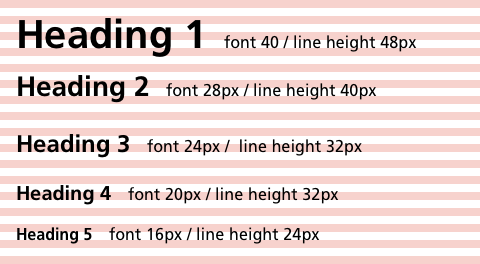 Heading 1 font 40 / line height 48px
Heading 2 font 28px / line height 40px
Heading 3 font 24px / line height 32px
Heading 4 font 20px / line height 32px
Heading 5 font 16px / line height 24px